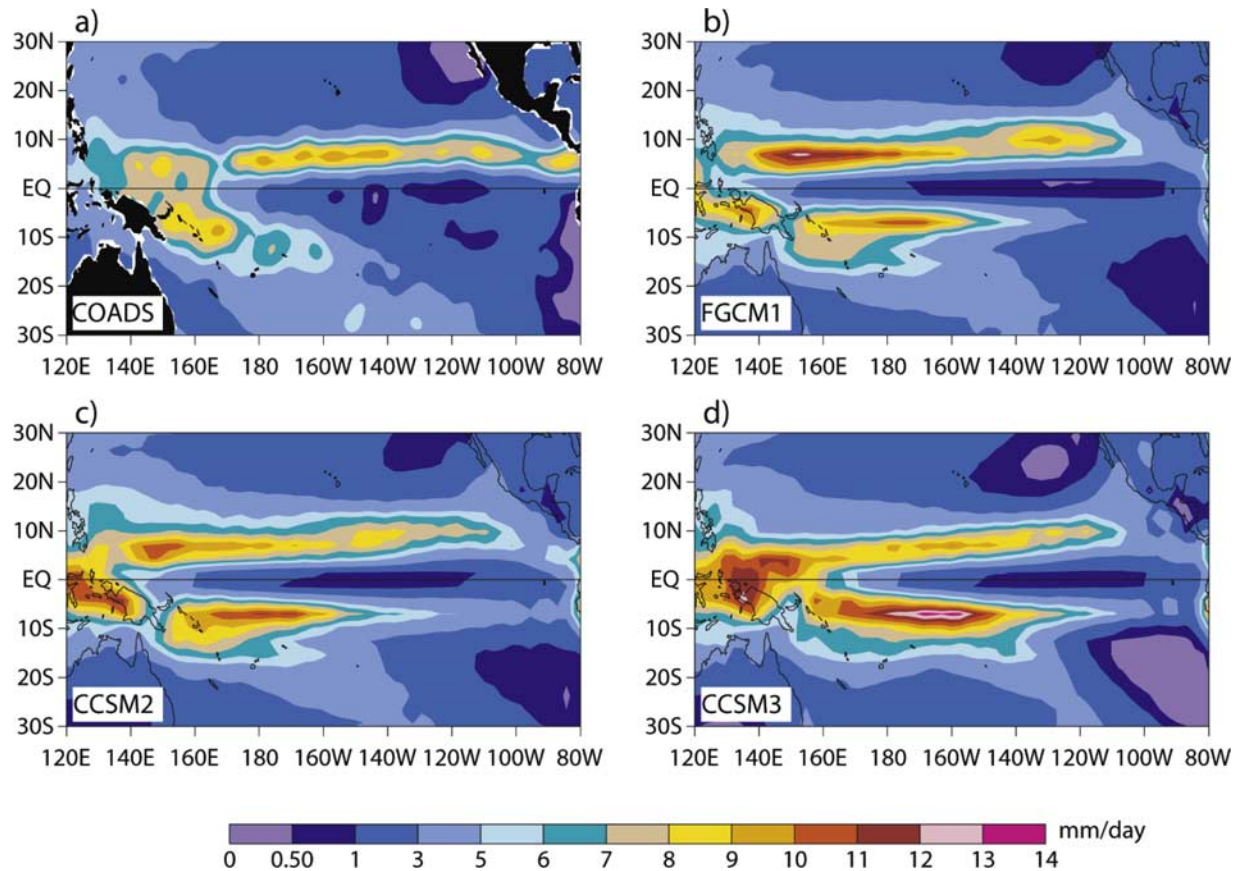 a)
b)
30N
20N
10N
EQ
10S
20S
30S
COADS
120E 140E 160E 180 160W 140W 120W 100W 80W
30N
20N
10N
EQ
10S
20S
30S
FGCM1
120E 140E 160E 180 160W 140W 120W 100W 80W
c)
d)
30N
20N
10N
EQ
10S
20S
30S
CCSM2
120E 140E 160E 180 160W 140W 120W 100W 80W
30N
20N
10N
EQ
10S
20S
30S
CCSM3
120E 140E 160E 180 160W 140W 120W 100W 80W
mm/day
0 0.50 1 3 5 6 7 8 9 10 11 12 13 14